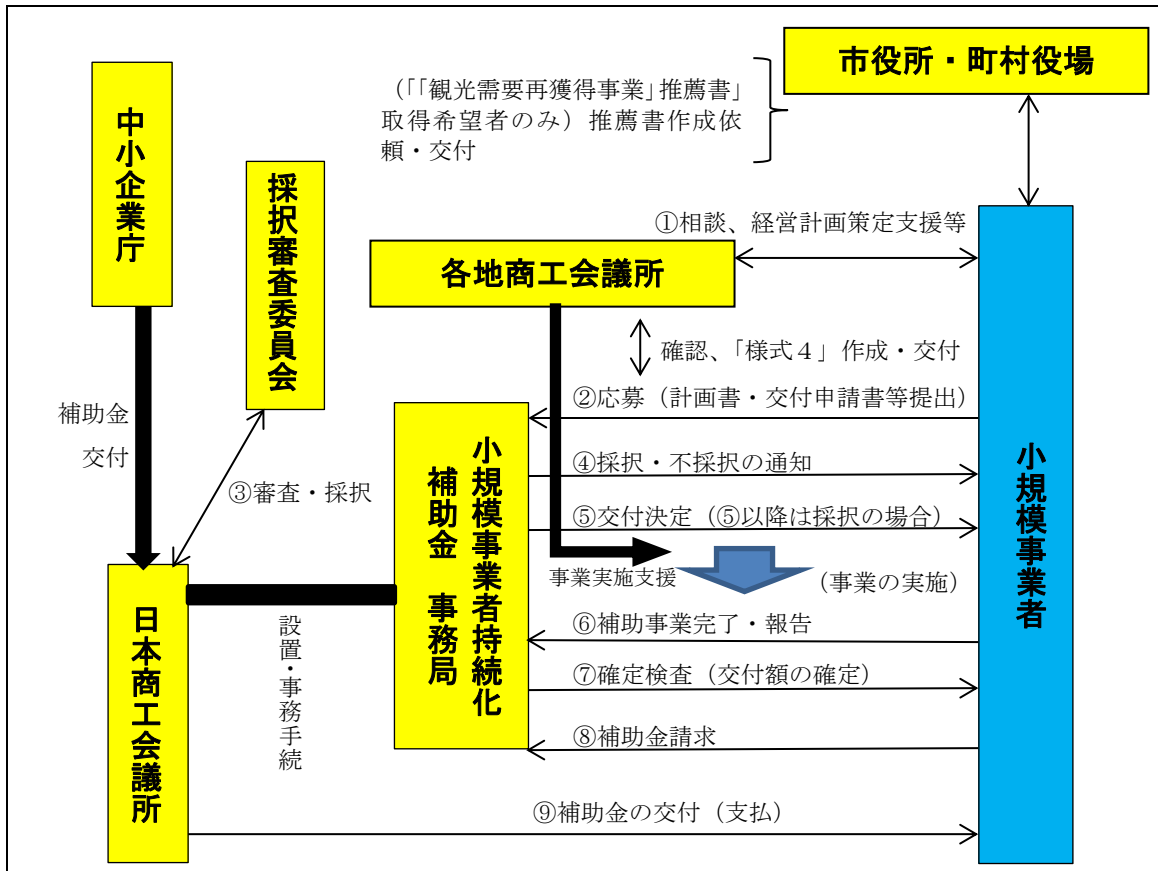 市役所・町村役場
（「「観光需要再獲得事業」推薦書」
取得希望者のみ）推薦書作成依
頼・交付
中小企業庁
採択審査委員会
①相談、経営計画策定支援等
各地商工会議所
確認、「様式４」作成・交付
補助金
交付
③審査・採択
小規模事業者持続化
補助金　事務局
②応募（計画書・交付申請書等提出）
④採択・不採択の通知
⑤交付決定（⑤以降は採択の場合）
事業実施支援
（事業の実施）
小規模事業者
日本商工会議所
設置・事務手続
⑥補助事業完了・報告
⑦確定検査（交付額の確定）
⑧補助金請求
⑨補助金の交付（支払）